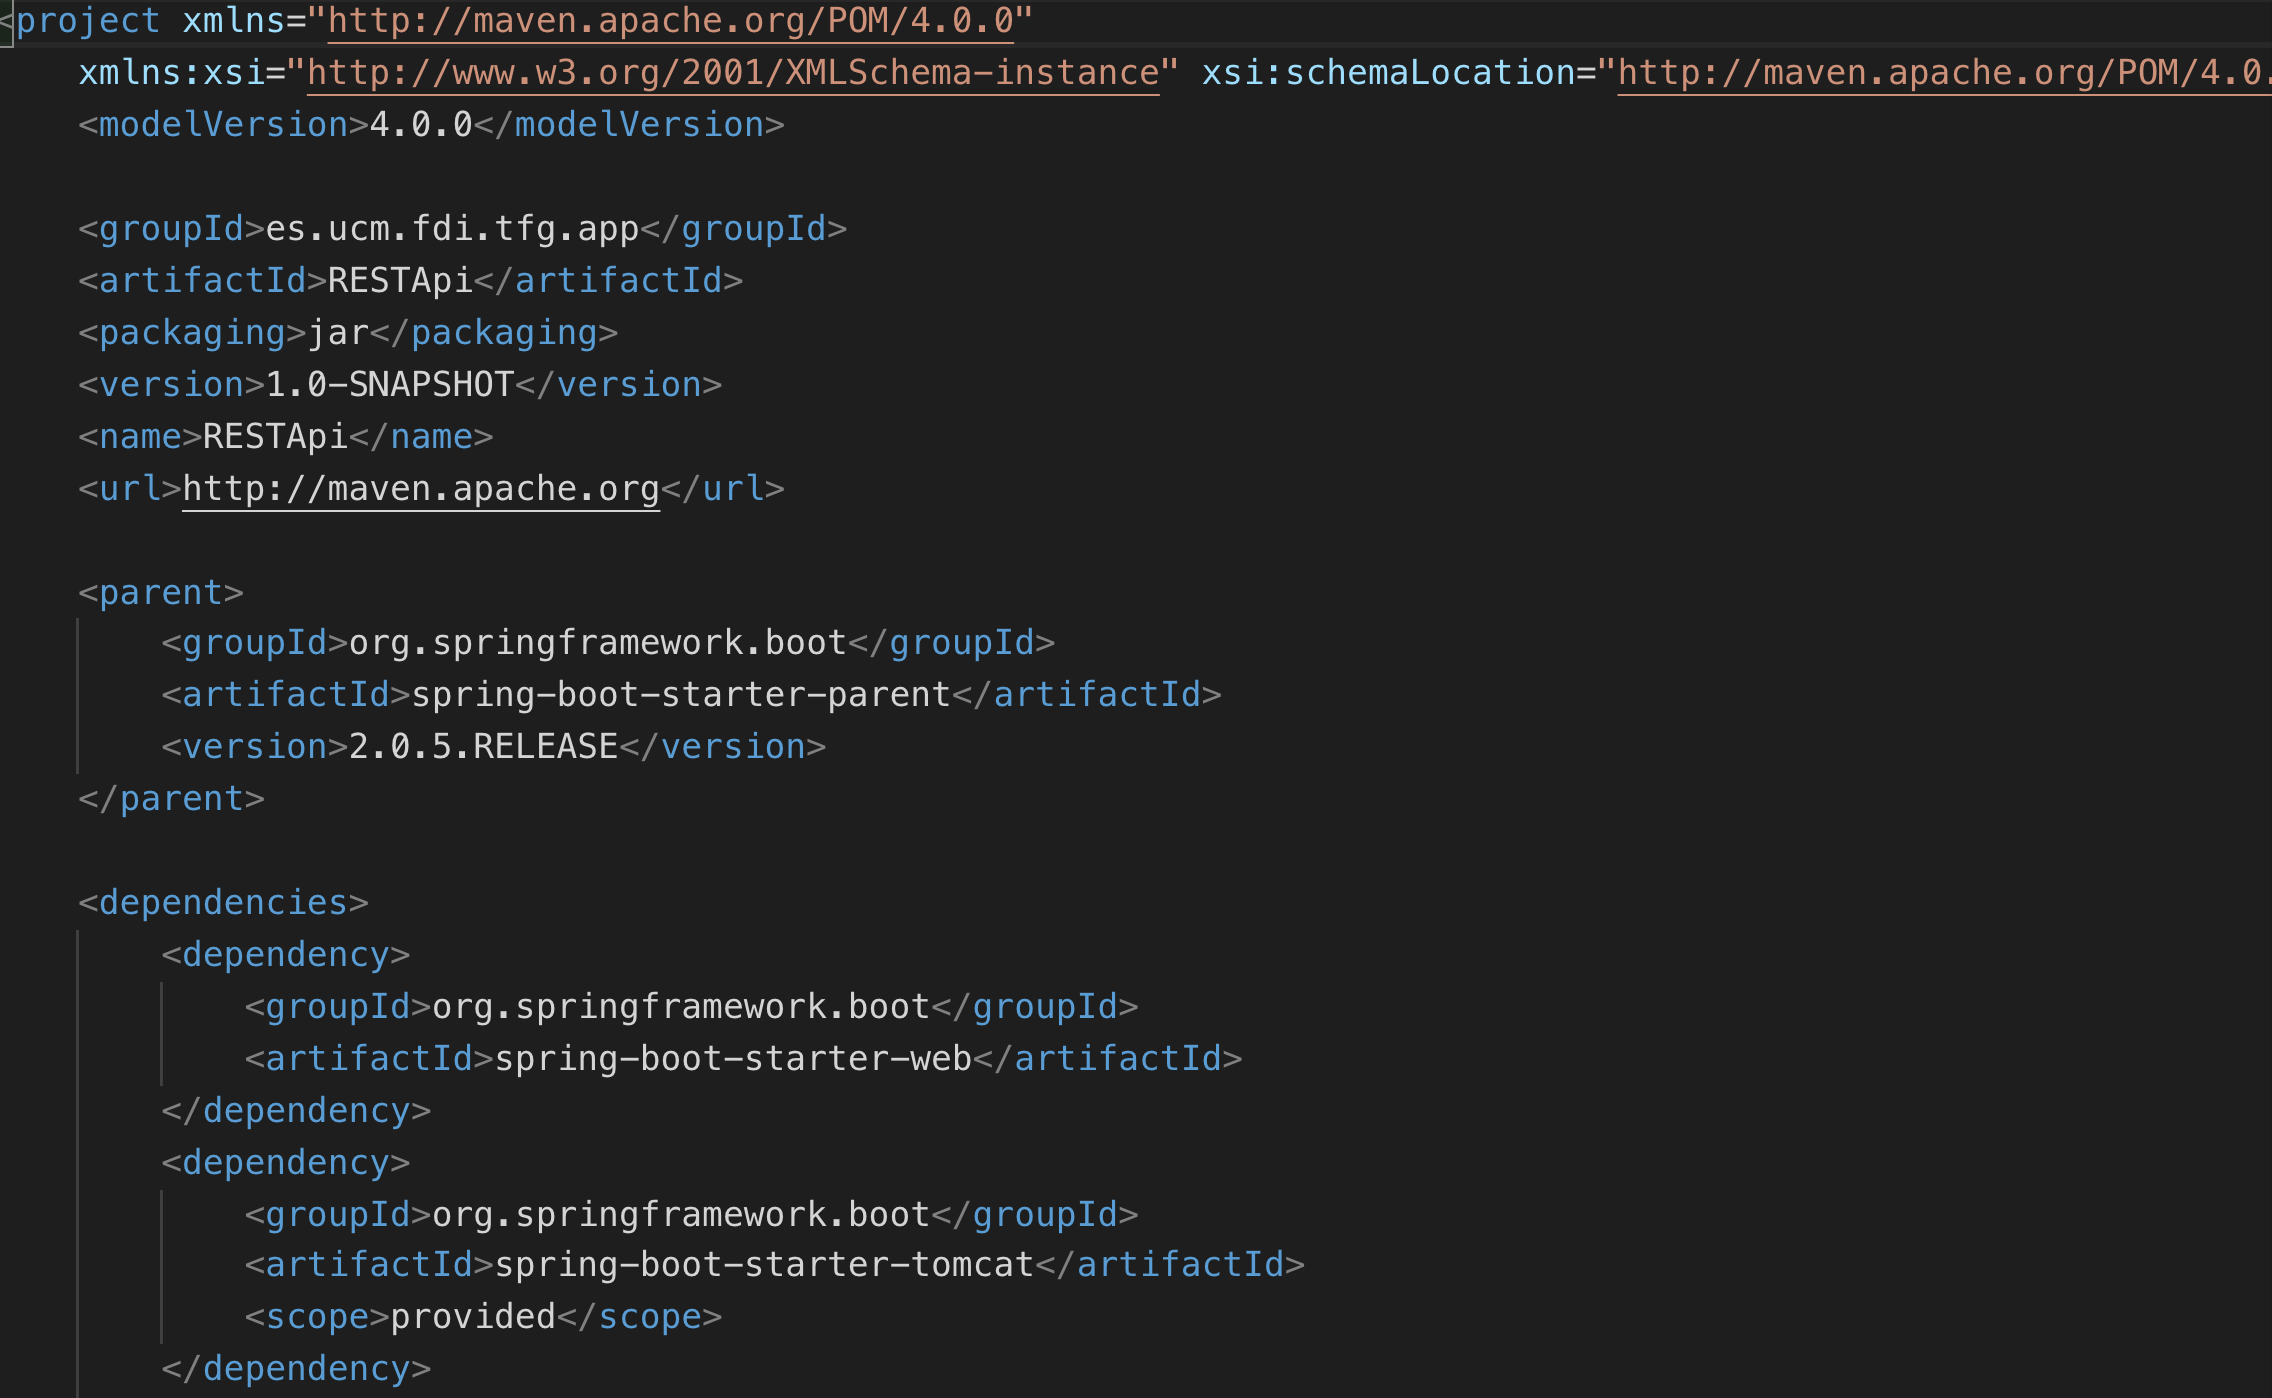 <project xmlns="http://maven.apache.org/POM/4.0.0"
xmlns:xsi="http://www.w3.org/2001/XMLSchema-instance" xsi:schemaLocation="http://maven.apache.org/POM/4.0.
<modelVersion>4.0.0</modelVersion>
<groupId>es.ucm.fdi.tfg.app</groupId>
<artifactId>RESTApi</artifactId>
<packaging>jar</packaging>
<version>1.0-SNAPSHOT</version>
<name>RESTApi</name>
<url>http://maven.apache.org</url>
<parent>
<groupId>org.springframework.boot</groupId>
<artifactId>spring-boot-starter-parent</artifactId>
<version>2.0.5.RELEASE</version>
</parent>
<dependencies>
<dependency>
<groupId>org.springframework.boot</groupId>
<artifactId>spring-boot-starter-web</artifactId>
</dependency>
<dependency>
<groupId>org.springframework.boot</groupId>
<artifactId>spring-boot-starter-tomcat</artifactId>
<scope>provided</scope>
</dependency>